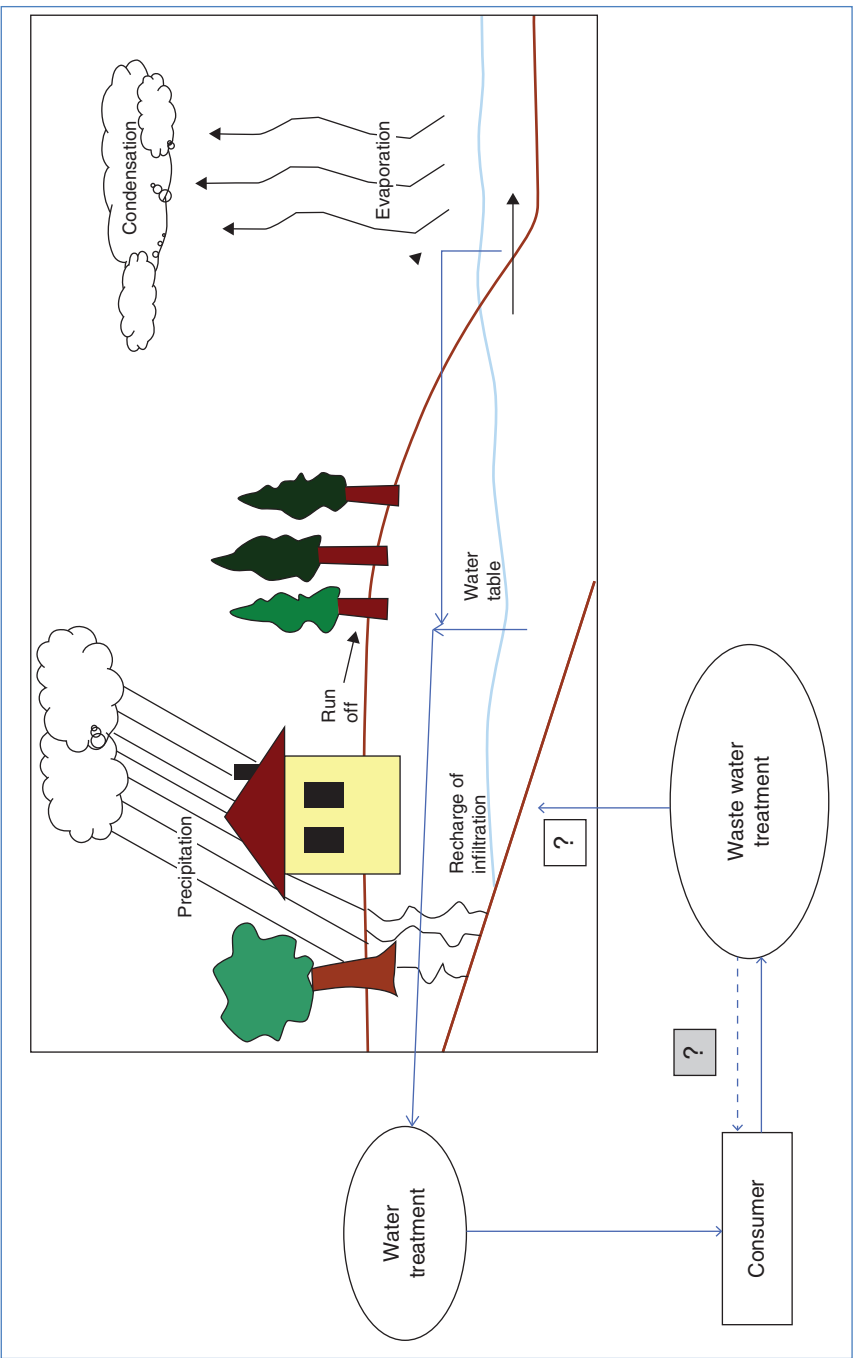 Condensation
Evaporation
Precipitation
Run
off
Water
table
Recharge of
infiltration
?
Waste water
treatment
?
Water
treatment
Consumer